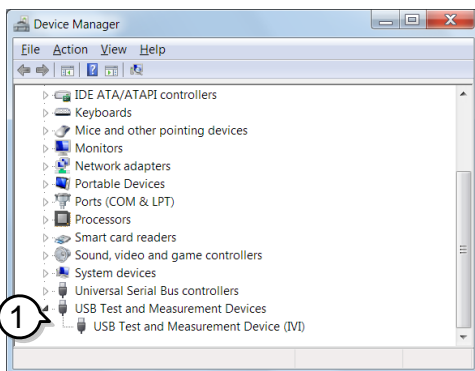 Device Manager
File Action View Help
IDE ATA/ATAPI controllers
Keyboards
Mice and other pointing devices
Monitors
Network adapters
Portable Devices
Ports (COM & LPT)
Processors
Smart card readers
Sound, video and game controllers
System devices
Universal Serial Bus controllers
USB Test and Measurement Devices
1
USB Test and Measurement Device (IVI)